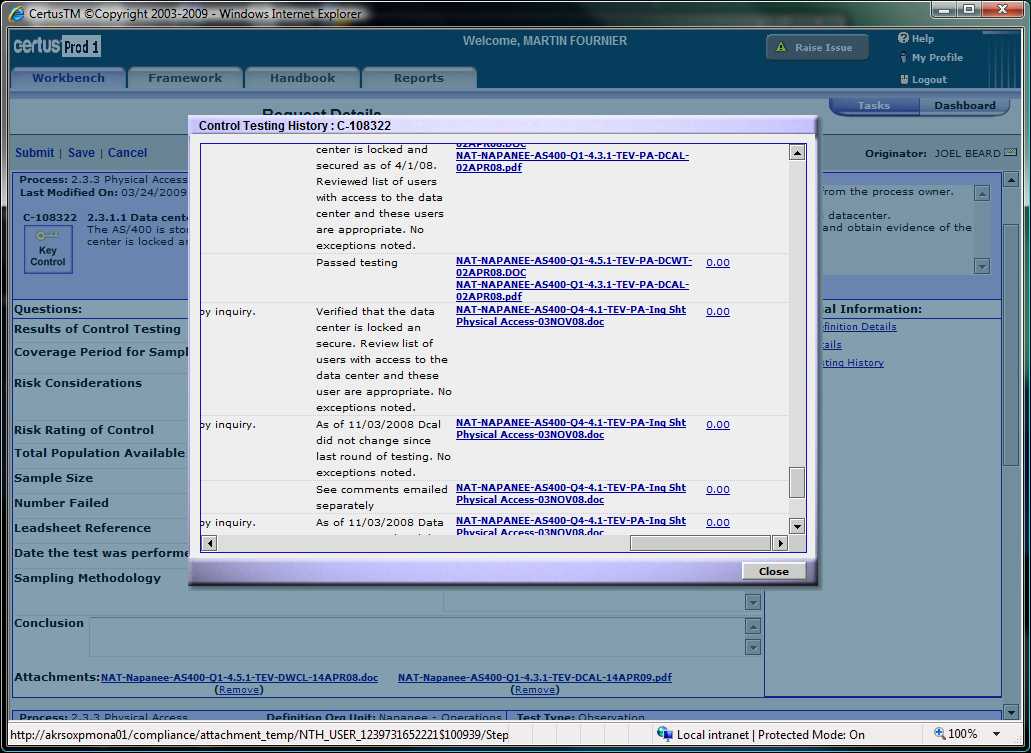 CertusTM ©Copyright 2003-2009 - Windows Internet Explorer
certus Prod 1
Welcome, MARTIN FOURNIER
Raise Issue
Help
My Profile
Logout
Workbench
Framework
Handbook
Reports
Tasks
Dashboard
Request Details
Submit | Save | Cancel
Originator: JOEL BEARD
Process: 2.3.3 Physical Access
Last Modified On: 03/24/2009
C-108322 2.3.1.1 Data cente
The AS/400 is sto
center is locked a
Key
Control
from the process owner.
datacenter.
and obtain evidence of the
Control Testing History : C-108322
center is locked and
secured as of 4/1/08.
Reviewed list of users
with access to the data
center and these users
are appropriate. No
exceptions noted.
02APR08.DOC
NAT-NAPANEE-AS400-Q1-4.3.1-TEV-PA-DCAL-
02APR08.pdf
Passed testing
NAT-NAPANEE-AS400-Q1-4.5.1-TEV-PA-DCWT-
02APR08.DOC
NAT-NAPANEE-AS400-Q1-4.3.1-TEV-PA-DCAL-
02APR08.pdf
0.00
by inquiry.
Verified that the data
center is locked an
secure. Review list of
users with access to the
data center and these
user are appropriate. No
exceptions noted.
NAT-NAPANEE-AS400-Q4-4.1-TEV-PA-Inq Sht
Physical Access-03NOV08.doc
0.00
by inquiry.
As of 11/03/2008 Dcal
did not change since
last round of testing. No
exceptions noted.
NAT-NAPANEE-AS400-Q4-4.1-TEV-PA-Inq Sht
Physical Access-03NOV08.doc
0.00
See comments emailed
separately
NAT-NAPANEE-AS400-Q4-4.1-TEV-PA-Inq Sht
Physical Access-03NOV08.doc
0.00
by inquiry.
As of 11/03/2008 Data
NAT-NAPANEE-AS400-Q4-4.1-TEV-PA-Inq Sht
Physical Access-03NOV08.doc
0.00
Close
Questions:
Results of Control Testing
Coverage Period for Sampl
Risk Considerations
Risk Rating of Control
Total Population Available
Sample Size
Number Failed
Leadsheet Reference
Date the test was performe
Sampling Methodology
Conclusion
al Information:
efinition Details
tails
sting History
Attachments: NAT-Napanee-AS400-Q1-4.5.1-TEV-DWCL-14APR08.doc
(Remove)
NAT-Napanee-AS400-Q1-4.3.1-TEV-DCAL-14APR09.pdf
(Remove)
Process: 2.3.3 Physical Access
Definition Org Unit: Napanee - Operations
Test Type: Observation
http://akrsoxpmona01/compliance/attachment_temp/NTH_USER_1239731652221$100939/Step
Local intranet | Protected Mode: On
100%